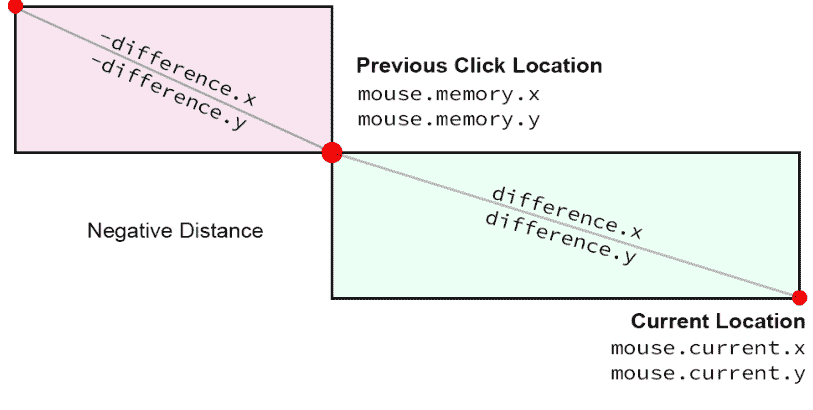 -difference.x
-difference.y
Previous Click Location
mouse.memory.x
mouse.memory.y
difference.x
difference.y
Negative Distance
Current Location
mouse.current.x
mouse.current.y